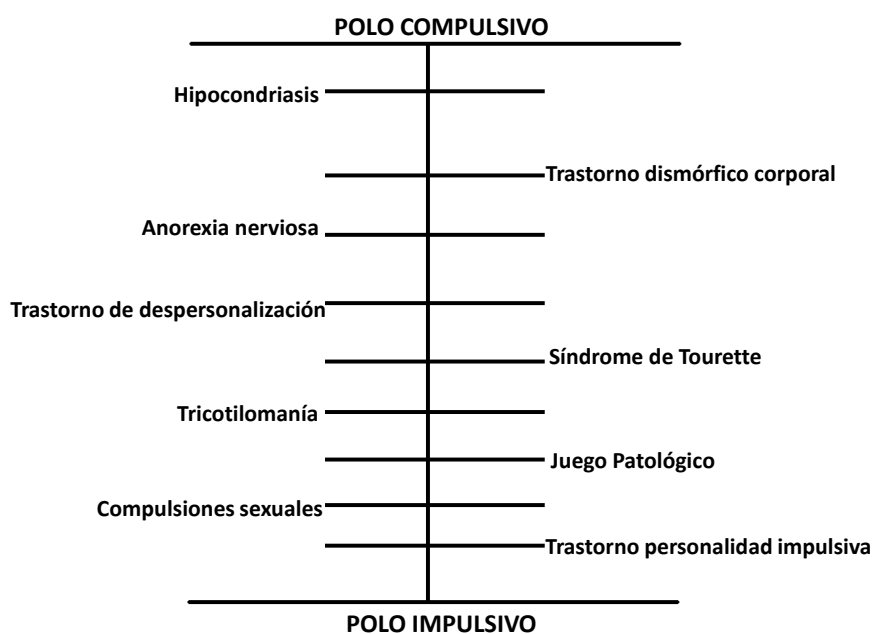 POLO COMPULSIVO
Hipocondriasis
Trastorno dismórfico corporal
Anorexia nerviosa
Trastorno de despersonalización
Síndrome de Tourette
Tricotilomanía
Juego Patológico
Compulsiones sexuales
Trastorno personalidad impulsiva
POLO IMPULSIVO